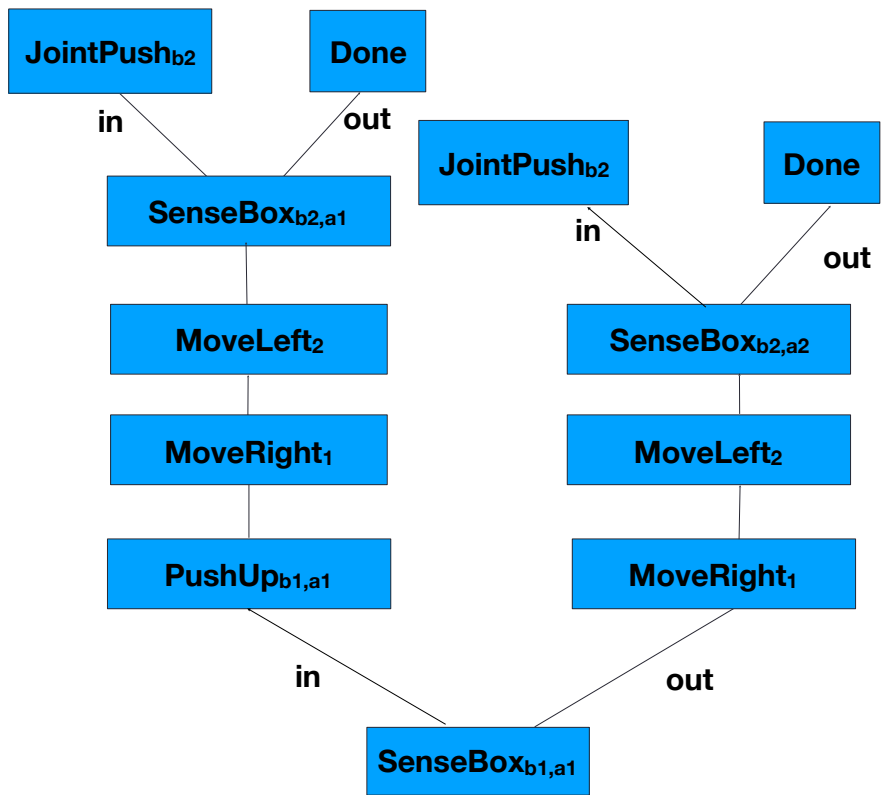 JointPushb2
Done
in
out
JointPushb2
Done
SenseBoxb2,a1
in
out
MoveLeft2
SenseBoxb2,a2
MoveRight1
MoveLeft2
PushUpb1,a1
MoveRight1
in
out
SenseBoxb1,a1